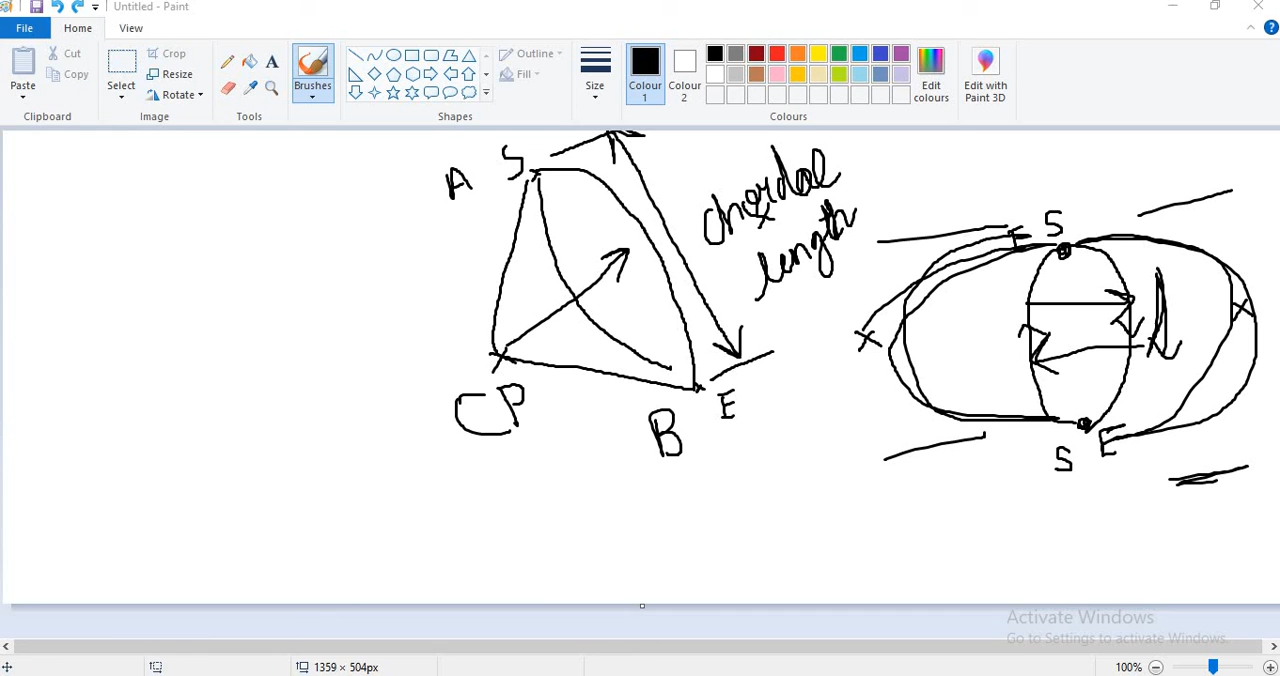 Untitled - Paint
File
Home
View
Paste
Cut
Copy
Clipboard
Select
Crop
Resize
Rotate
Image
A
Tools
Brushes
Shapes
Outline
Fill
Size
Colour 1
Colour 2
Edit colours
Colours
Edit with Paint 3D
A
S
chordal
length
CP
B
E
S
E
S
E
d
Activate Windows
Go to Settings to activate Windows.
1359 × 504px
100%